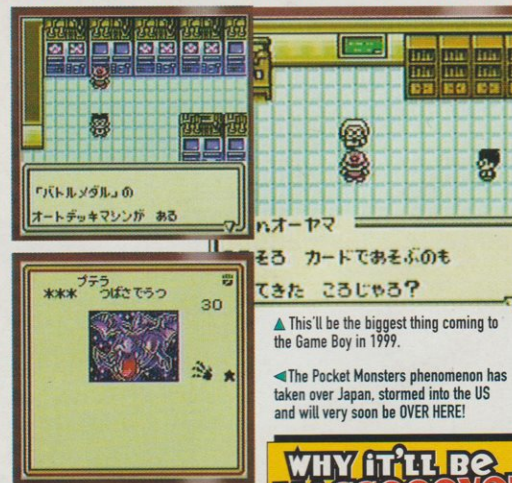 「バトルメダル」の
オートデッキマシンが ある
オーヤマ
そろ カードであそぶのも
てきた ころじゃろ?
プテラ
★★★ つばさでうつ
30
▲ This'll be the biggest thing coming to
the Game Boy in 1999.
◄ The Pocket Monsters phenomenon has
taken over Japan, stormed into the US
and will very soon be OVER HERE!
WHY IT'LL BE